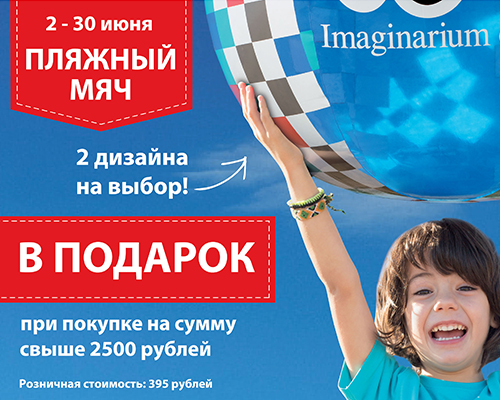 2 - 30 июня
ПЛЯЖНЫЙ
МЯЧ
Imaginarium
2 дизайна
на выбор!
В ПОДАРОК
при покупке на сумму
свыше 2500 рублей
Розничная стоимость: 395 рублей